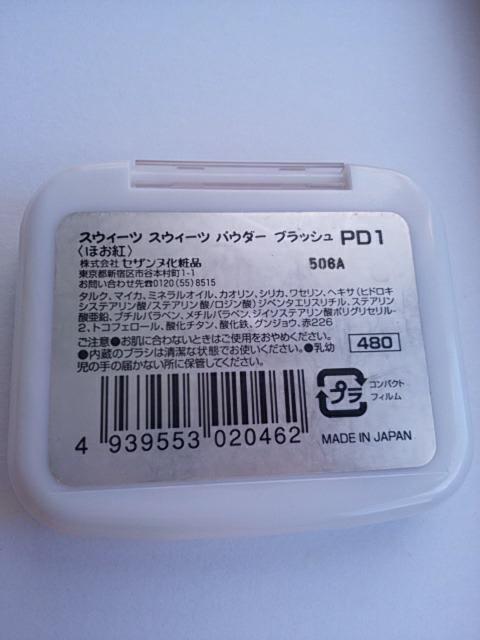 スウィーツ スウィーツ パウダー ブラッシュ PD1
〈ほお紅〉
株式会社 セザンヌ化粧品 506A
東京都新宿区市谷本村町1-1
お問い合わせ先☎0120(55)8515
タルク、マイカ、ミネラルオイル、カオリン、シリカ、ワセリン、ヘキサ(ヒドロキ
システアリン酸/ステアリン酸/ロジン酸)ジペンタエリスリチル、ステアリン
酸亜鉛、ブチルパラベン、メチルパラベン、ジイソステアリン酸ポリグリセリル-
2、トコフェロール、酸化チタン、酸化鉄、グンジョウ、赤226
ご注意●お肌に合わないときはご使用をおやめください。
●内蔵のブラシは清潔な状態でお使いください。●乳幼
児の手の届かない所に保管してください。
480
プラ
コンパクト
フィルム
4 939553 020462
MADE IN JAPAN